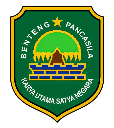 BENTENG PANCASILA
KARYA UTAMA SATYA NEGARA